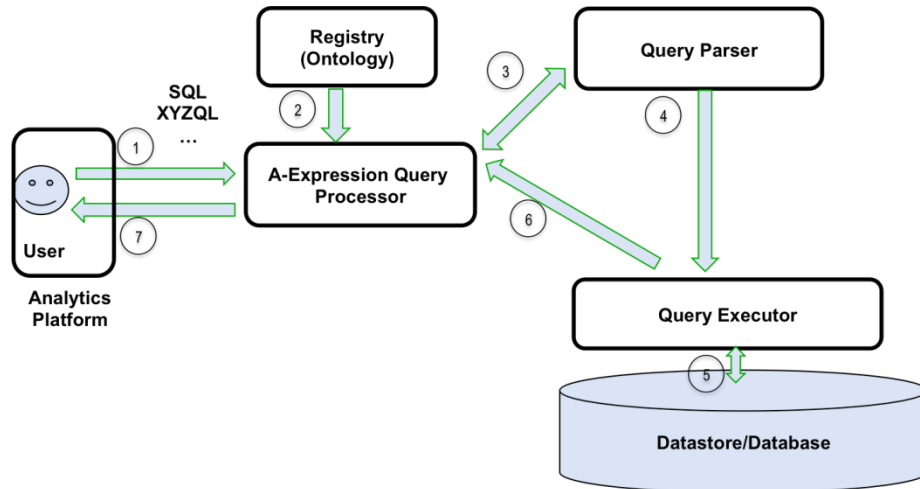 Registry
(Ontology)
Query Parser
SQL
XYZQL
...
1
2
3
4
A-Expression Query
Processor
User
7
6
Analytics
Platform
Query Executor
5
Datastore/Database